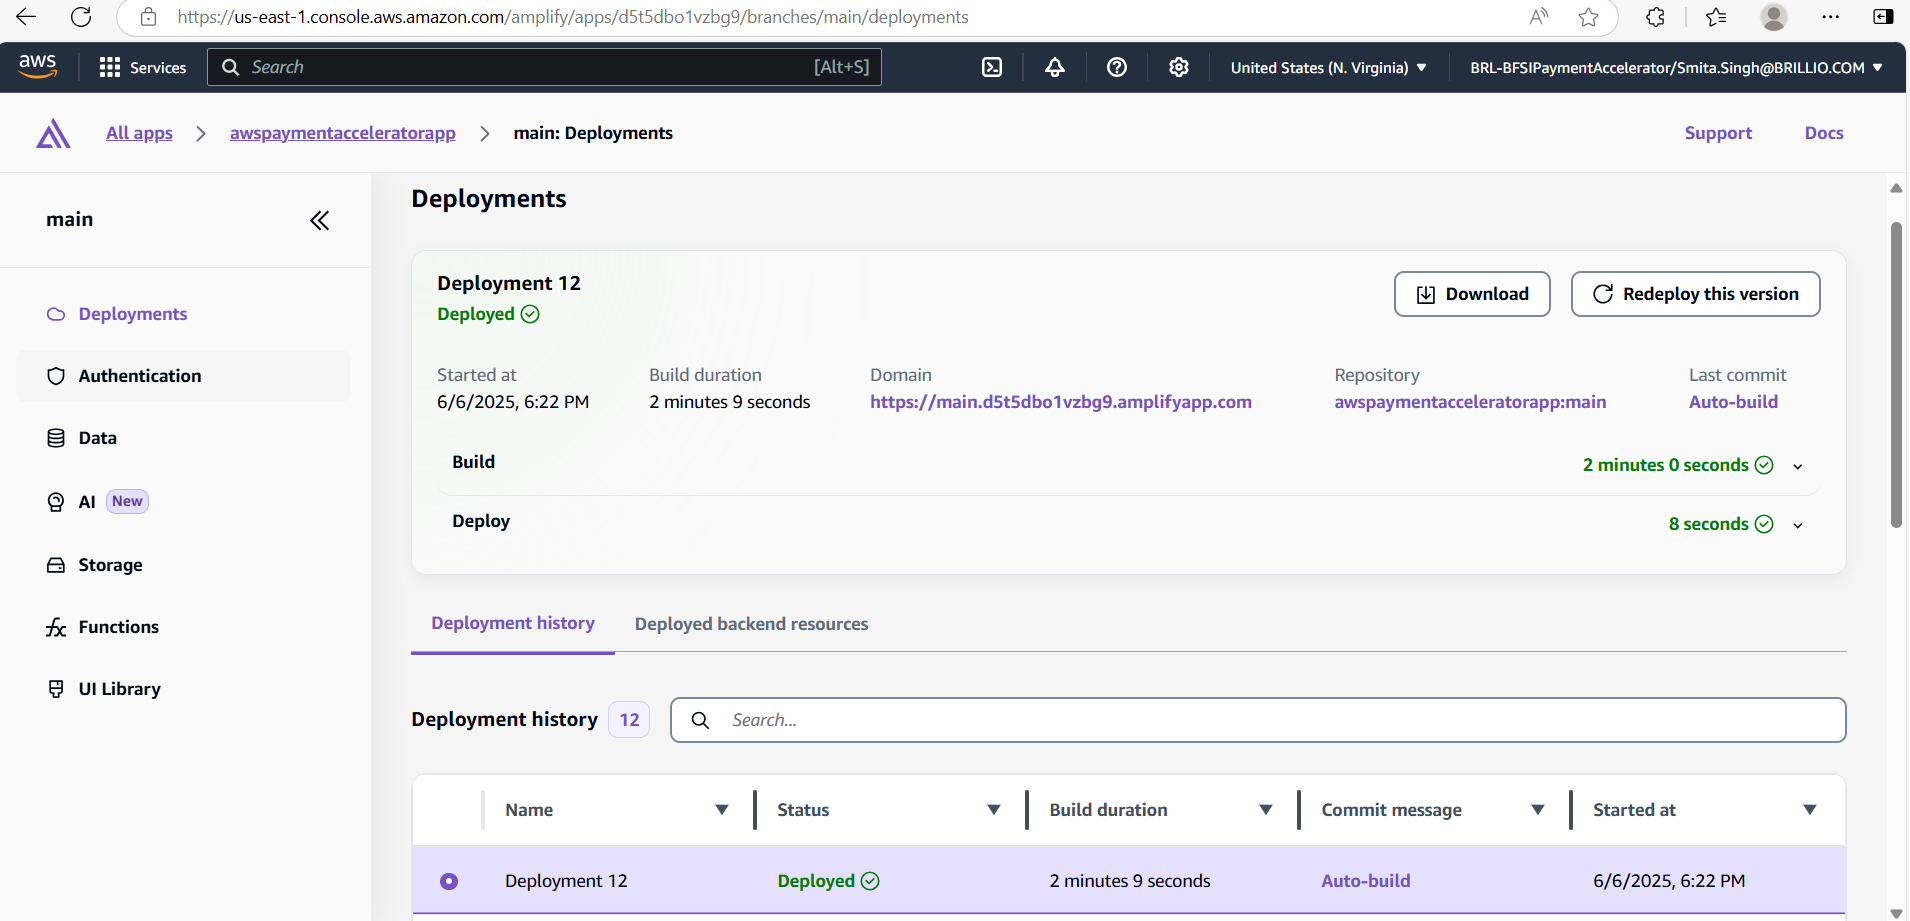 https://us-east-1.console.aws.amazon.com/amplify/apps/d5t5dbo1vzbg9/branches/main/deployments
aws
Services
Search
[Alt+S]
United States (N. Virginia)
BRL-BFSIPaymentAccelerator/Smita.Singh@BRILLIO.COM
All apps
awspaymentacceleratorapp
main: Deployments
Support
Docs
main
Deployments
Authentication
Data
AI New
Storage
Functions
UI Library
Deployments
Deployment 12
Deployed
Download
Redeploy this version
Started at
6/6/2025, 6:22 PM
Build duration
2 minutes 9 seconds
Domain
https://main.d5t5dbo1vzbg9.amplifyapp.com
Repository
awspaymentacceleratorapp:main
Last commit
Auto-build
Build
2 minutes 0 seconds
Deploy
8 seconds
Deployment history
Deployed backend resources
Deployment history 12
Search...
Name
Status
Build duration
Commit message
Started at
Deployment 12
Deployed
2 minutes 9 seconds
Auto-build
6/6/2025, 6:22 PM